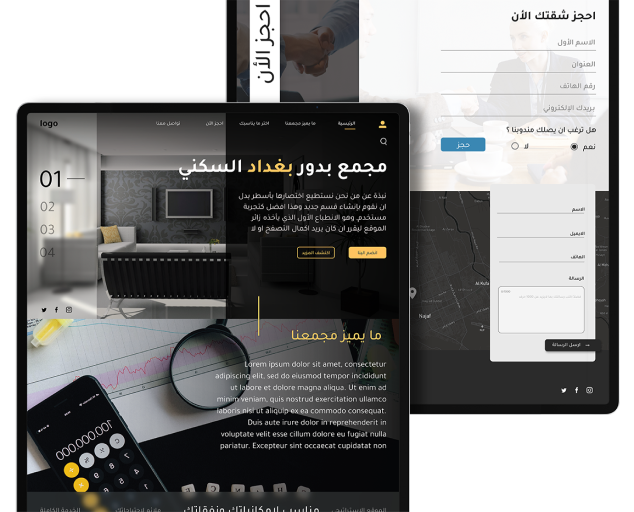 احجز شقتك الأن
الاسم الأول
العنوان
رقم الهاتف
بريدك الإلكتروني
هل ترغب ان يصلك مندوبنا ؟
نعم
لا
حجز
احجز الأن
logo
الرئيسية
ما يميز مجمعنا
اختر ما يناسبك
احجز الأن
تواصل معنا
مجمع بدور بغداد السكني
01
02
03
04
نبذة عن من نحن نستطيع اختصارها بأسطر بدل
ان نقوم بإنشاء قسم جديد وهذا افضل كتجربة
مستخدم, وهو الانطباع الأول الذي يأخذه زائر
الموقع ليقرر ان كان يريد اكمال التصفح او لا
انضم الينا
اكتشف المزيد
ما يميز مجمعنا
Lorem ipsum dolor sit amet, consectetur
adipiscing elit, sed do eiusmod tempor incididunt
ut labore et dolore magna aliqua. Ut enim ad
minim veniam, quis nostrud exercitation ullamco
laboris nisi ut aliquip ex ea commodo consequat.
Duis aute irure dolor in reprehenderit in
voluptate velit esse cillum dolore eu fugiat nulla
pariatur. Excepteur sint occaecat cupidatat non
الاسم
الايميل
الهاتف
الرسالة
ارسل الرسالة
Najaf